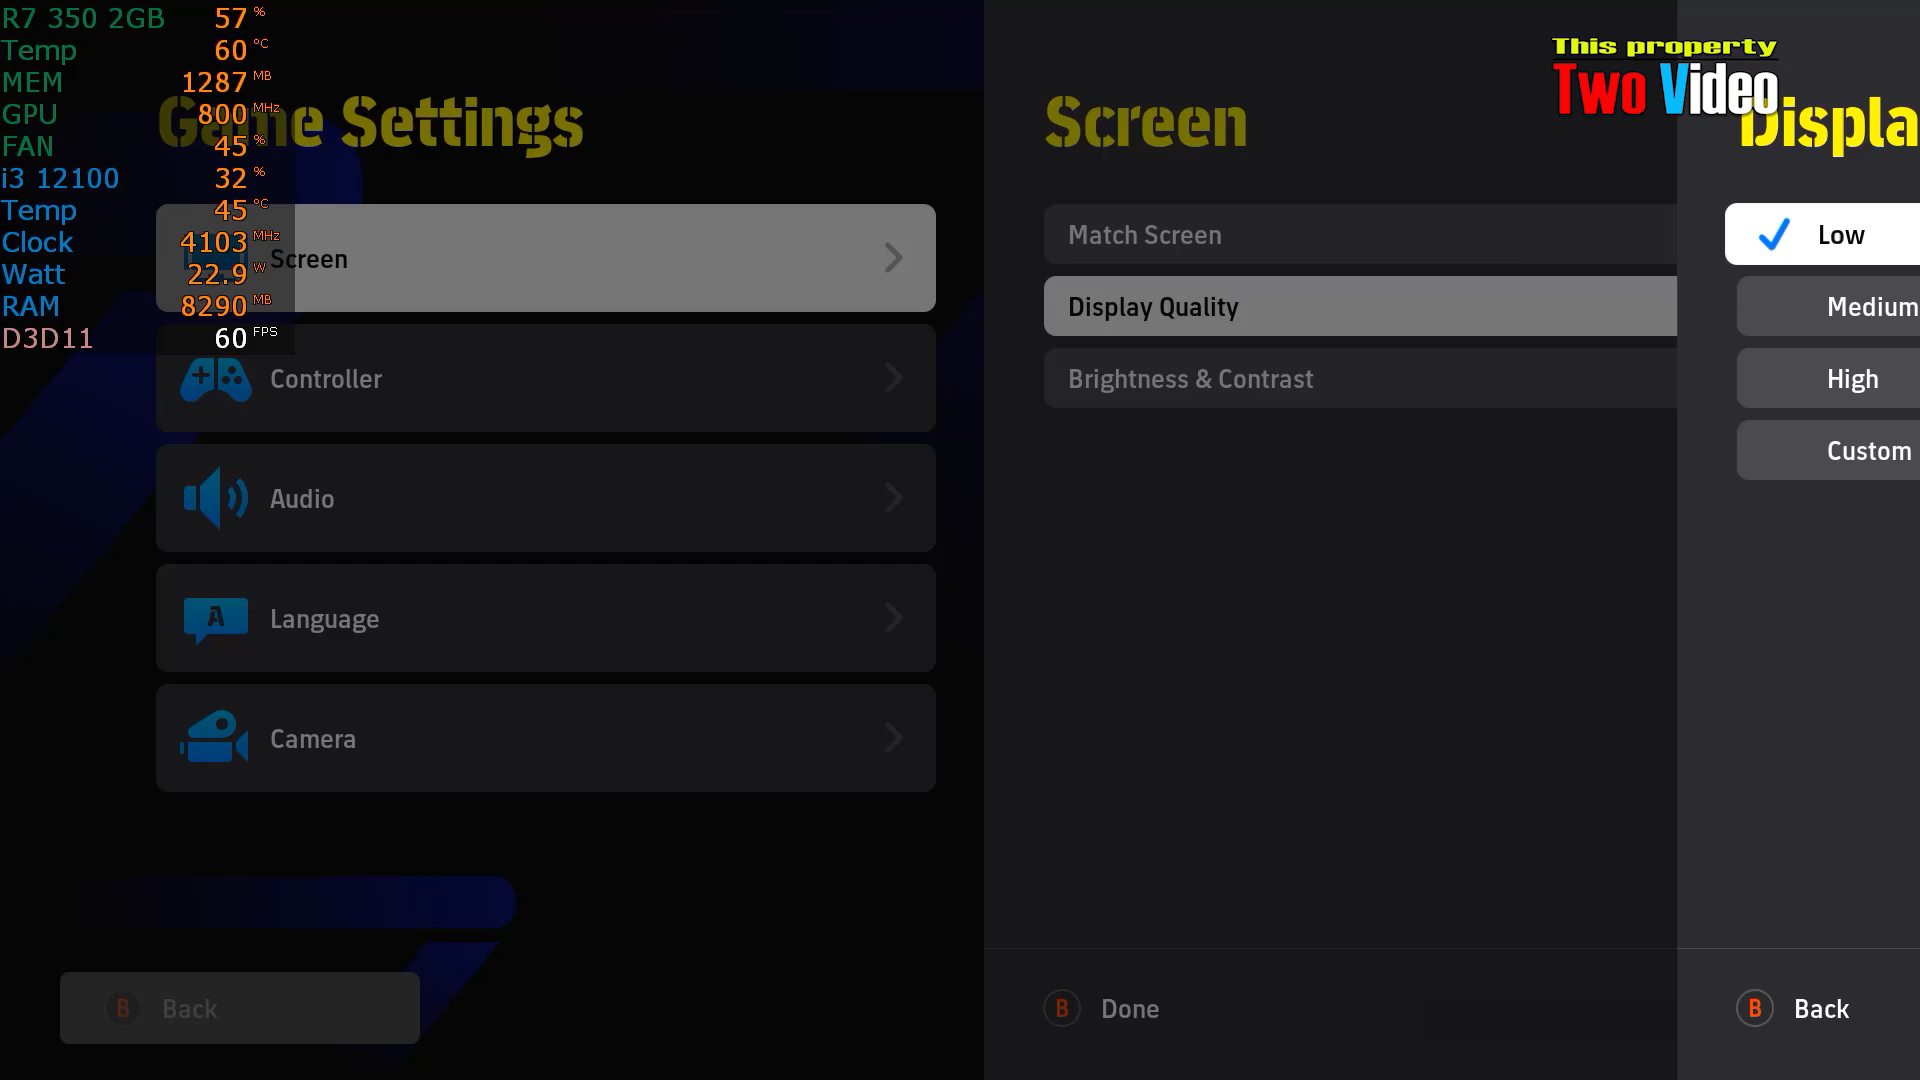 R7 350 2GB 57 %
Temp 60 °C
MEM 1287 MB
GPU 800 MHz
FAN 45 %
i3 12100 32 %
Temp 45 °C
Clock 4103 MHz
Watt 22.9 W
RAM 8290 MB
D3D11 60 FPS
Game Settings
Screen
Controller
Audio
A
Language
Camera
B Back
Screen
Match Screen
Display Quality
Brightness & Contrast
B Done
This property
Two Video
Displa
Low
Medium
High
Custom
B Back